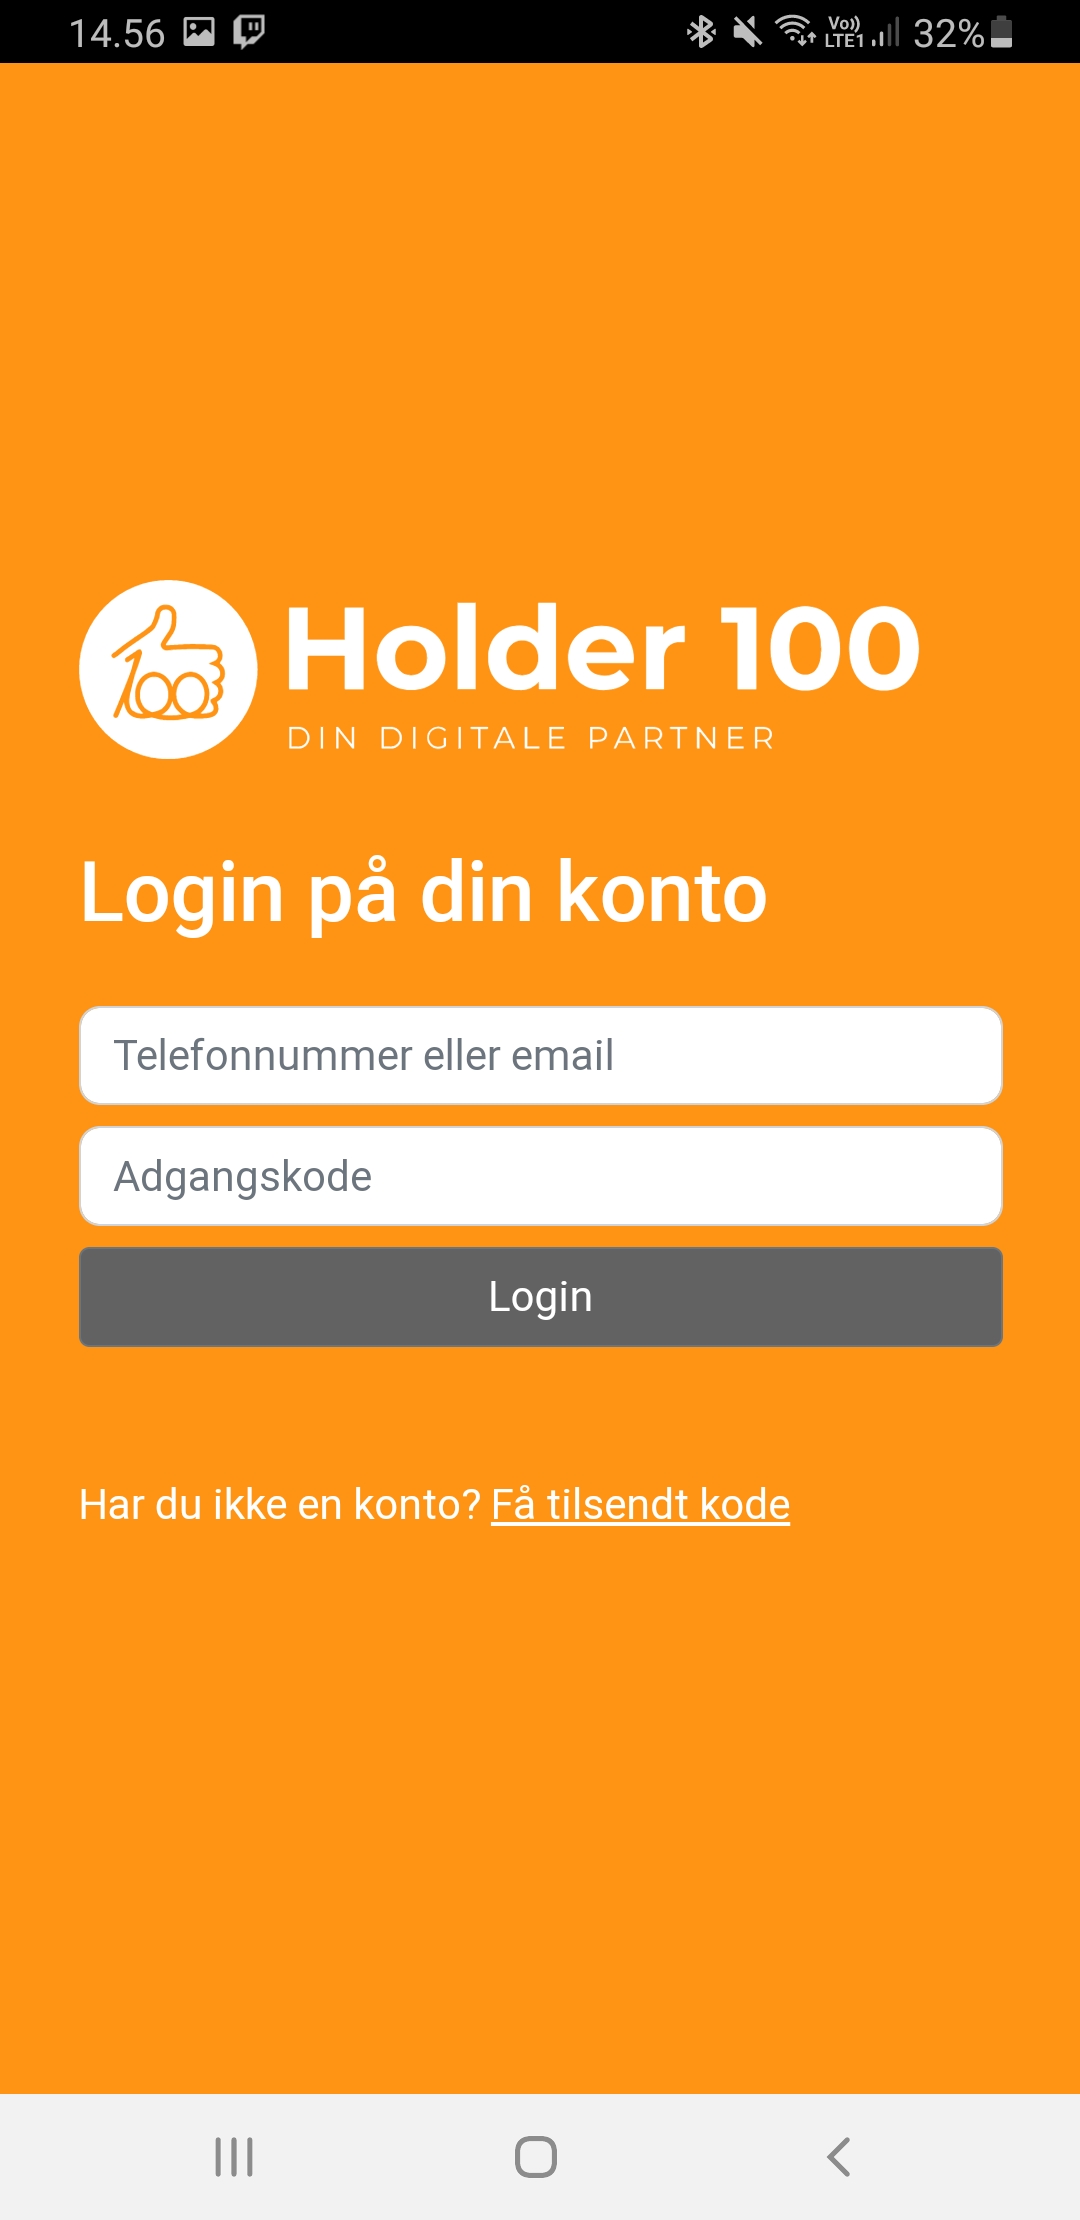 14.56 Vo)) LTE1 32%
Holder 100
DIN DIGITALE PARTNER
Login på din konto
Telefonnummer eller email
Adgangskode
Login
Har du ikke en konto? Få tilsendt kode